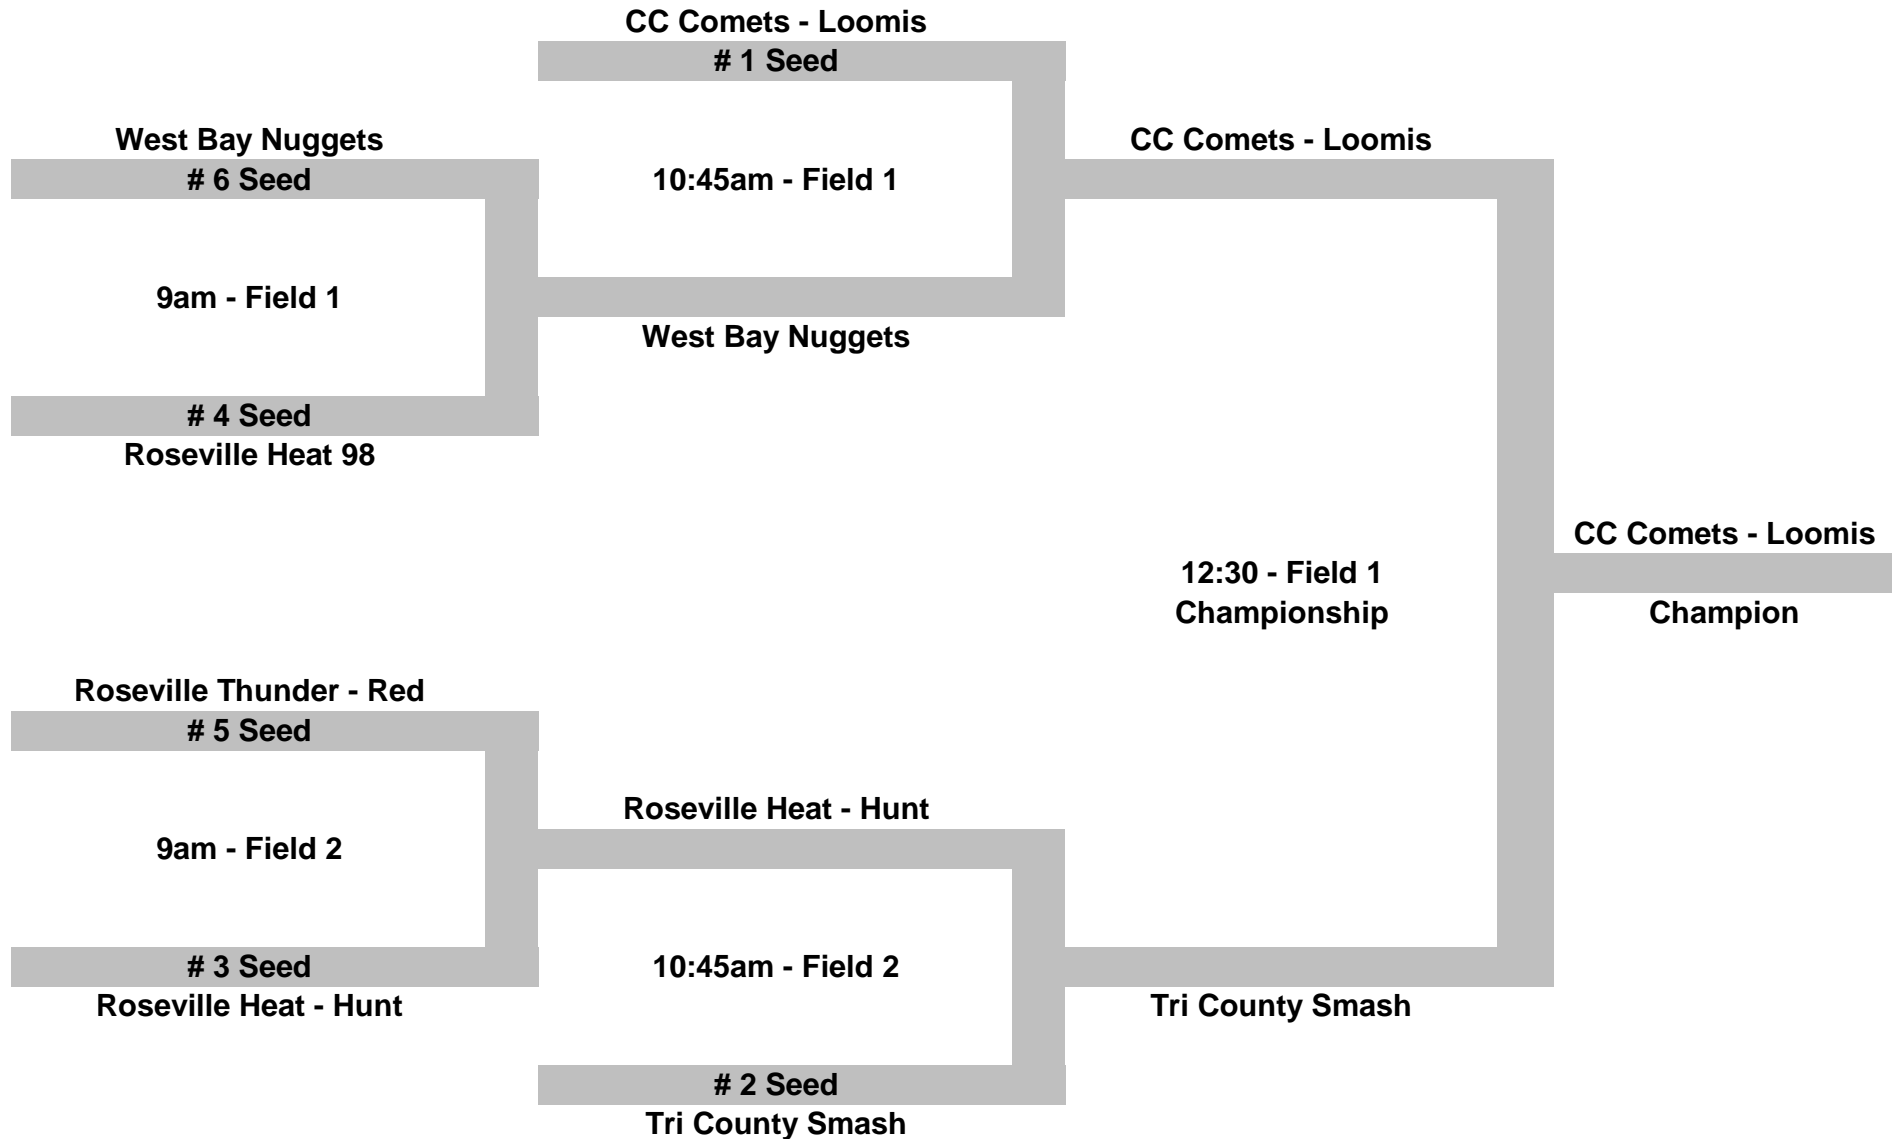 CC Comets - Loomis
# 1 Seed
West Bay Nuggets
CC Comets - Loomis
# 6 Seed
10:45am - Field 1
9am - Field 1
West Bay Nuggets
# 4 Seed
Roseville Heat 98
CC Comets - Loomis
12:30 - Field 1
Championship
Champion
Roseville Thunder - Red
# 5 Seed
Roseville Heat - Hunt
9am - Field 2
# 3 Seed
10:45am - Field 2
Roseville Heat - Hunt
Tri County Smash
# 2 Seed
Tri County Smash